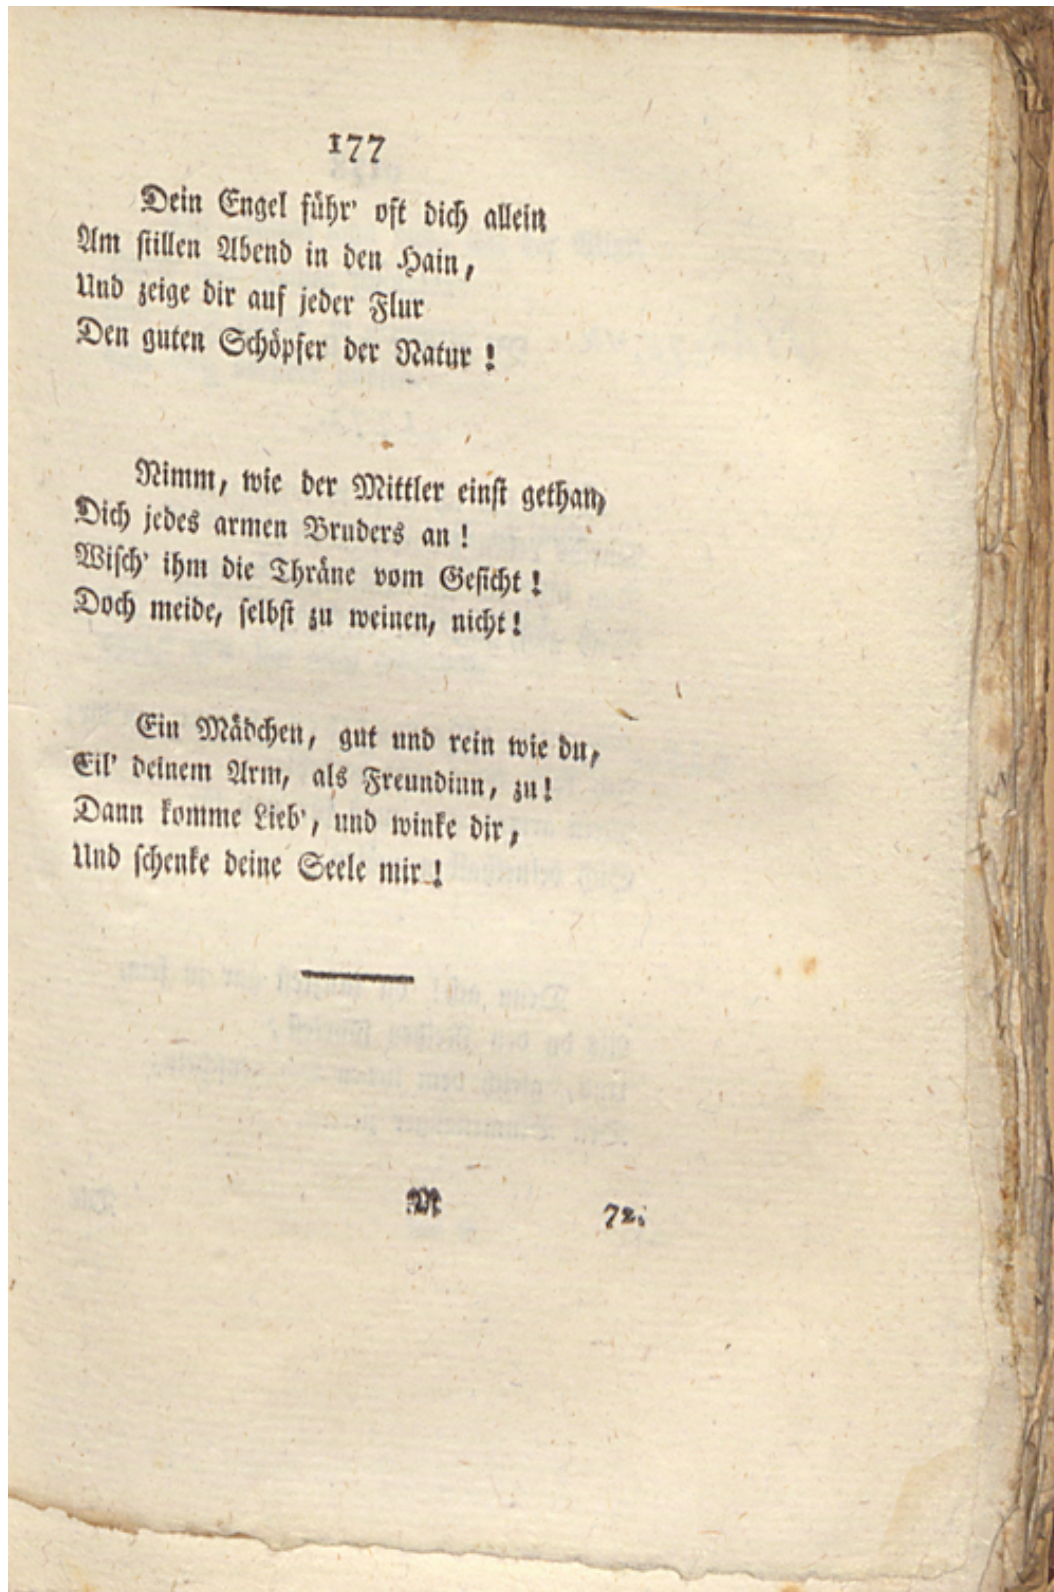 177
Dein Engel führ' oft dich allein
Am stillen Abend in den Hain,
Und zeige dir auf jeder Flur
Den guten Schöpfer der Natur!
Nimm, wie der Mittler einst gethan,
Dich jedes armen Bruders an!
Wisch' ihm die Thräne vom Gesicht!
Doch meide, selbst zu weinen, nicht!
Ein Mädchen, gut und rein wie du,
Eil' deinem Arm, als Freundinn, zu!
Dann komme Lieb', und winke dir,
Und schenke deine Seele mir!
M 72.